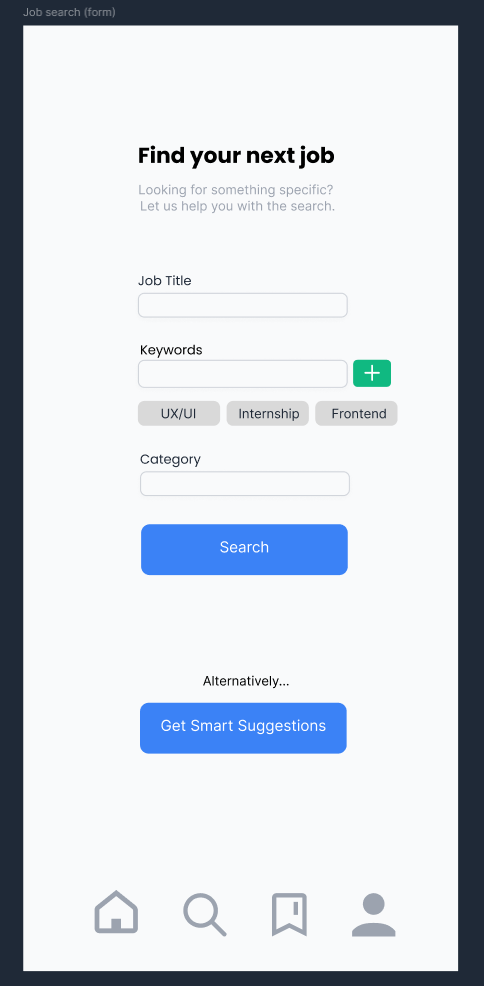 Job search (form)
Find your next job
Looking for something specific?
Let us help you with the search.
Job Title
Keywords
UX/UI
Internship
Frontend
Category
Search
Alternatively...
Get Smart Suggestions